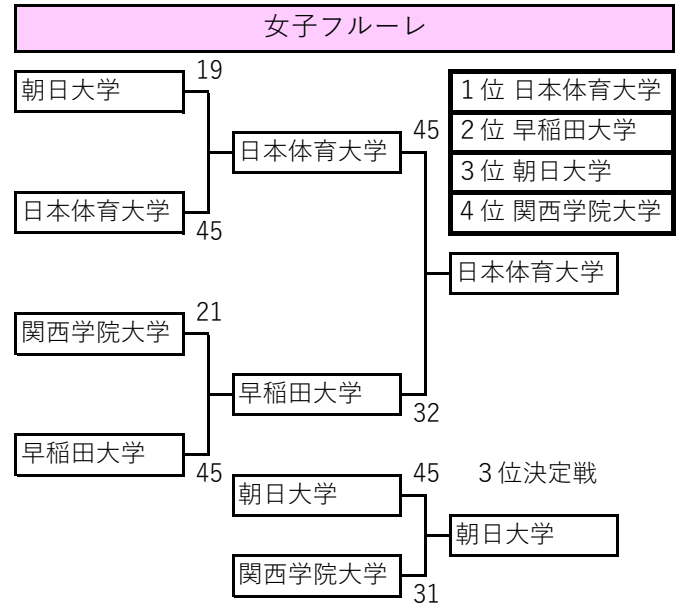 女子フルーレ
朝日大学
19
日本体育大学
45
日本体育大学
45
1位 日本体育大学
2位 早稲田大学
3位 朝日大学
4位 関西学院大学
日本体育大学
関西学院大学
21
早稲田大学
32
早稲田大学
45
３位決定戦
朝日大学
45
朝日大学
関西学院大学
31